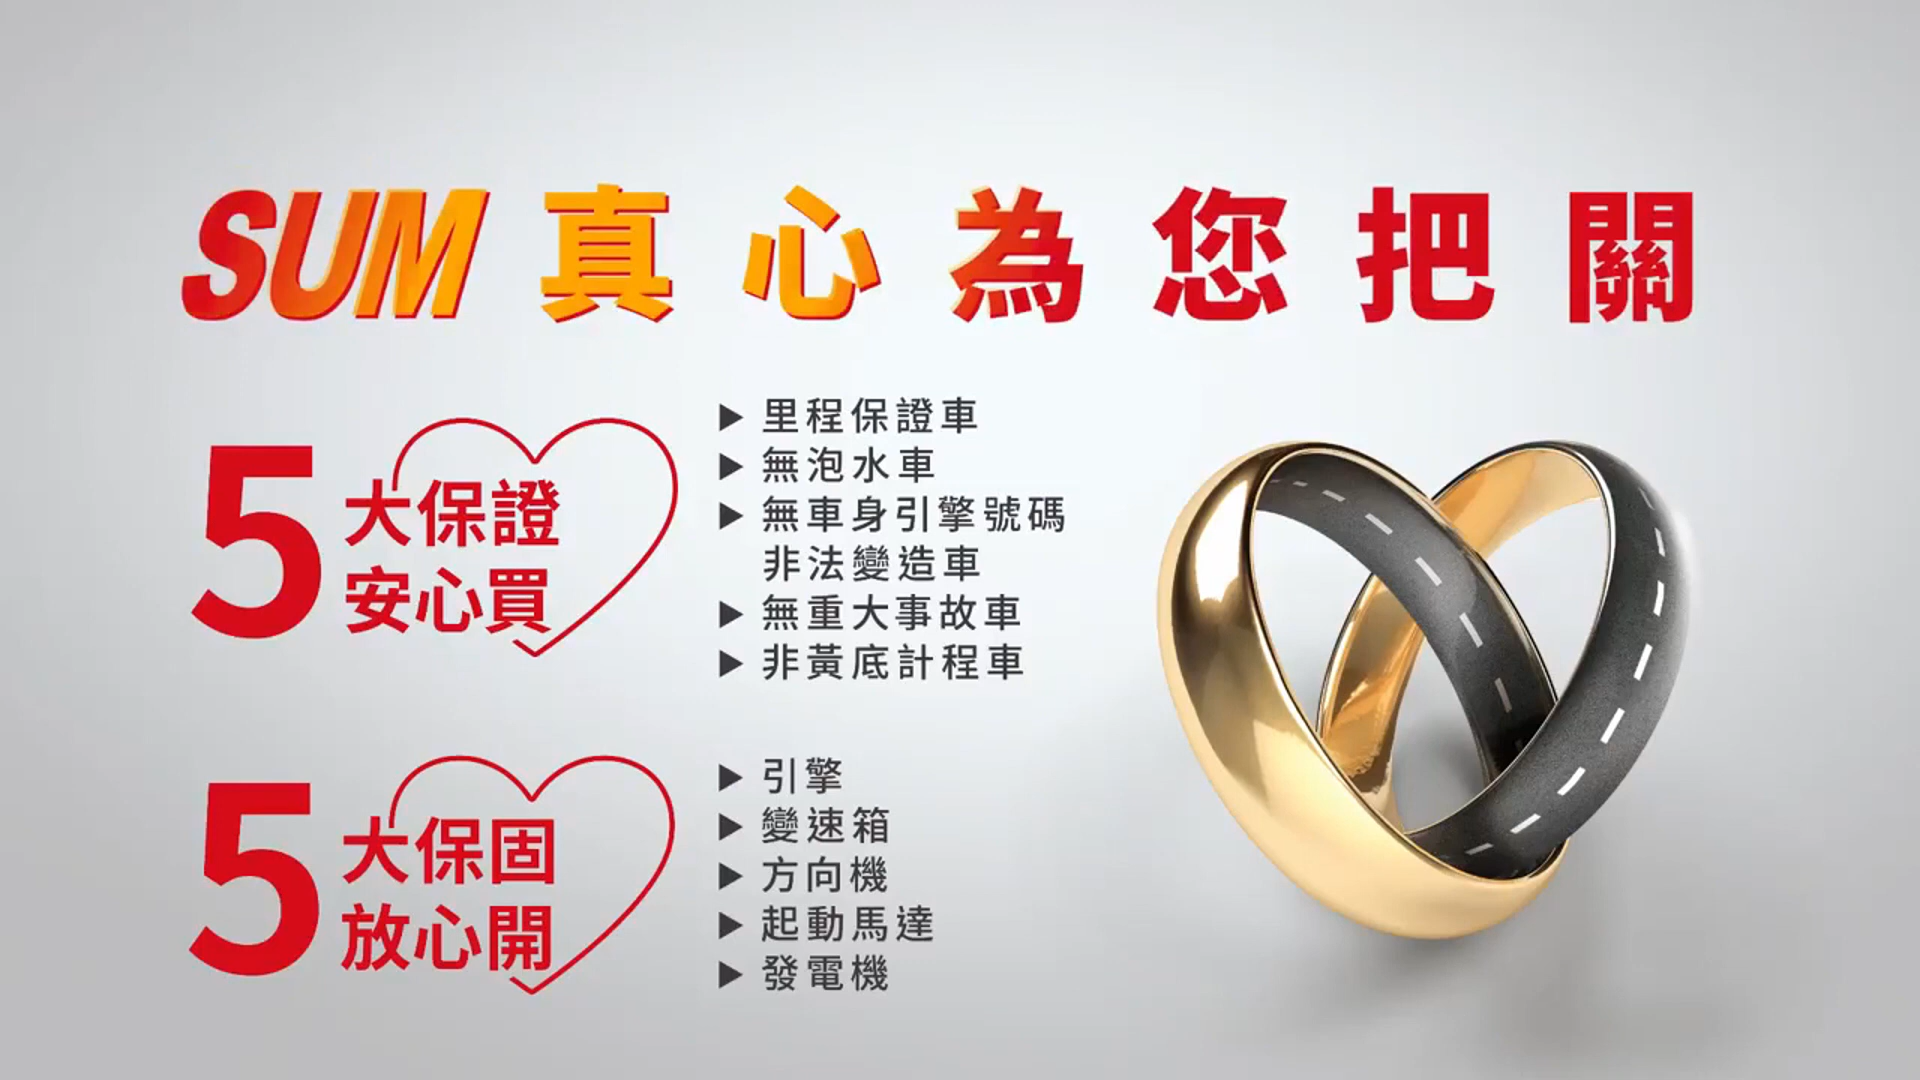 SUM真心為您把關
5大保證
安心買
▶ 里程保證車
▶ 無泡水車
▶ 無車身引擎號碼
非法變造車
▶ 無重大事故車
▶ 非黃底計程車
5大保固
放心開
▶ 引擎
▶ 變速箱
▶ 方向機
▶ 起動馬達
▶ 發電機